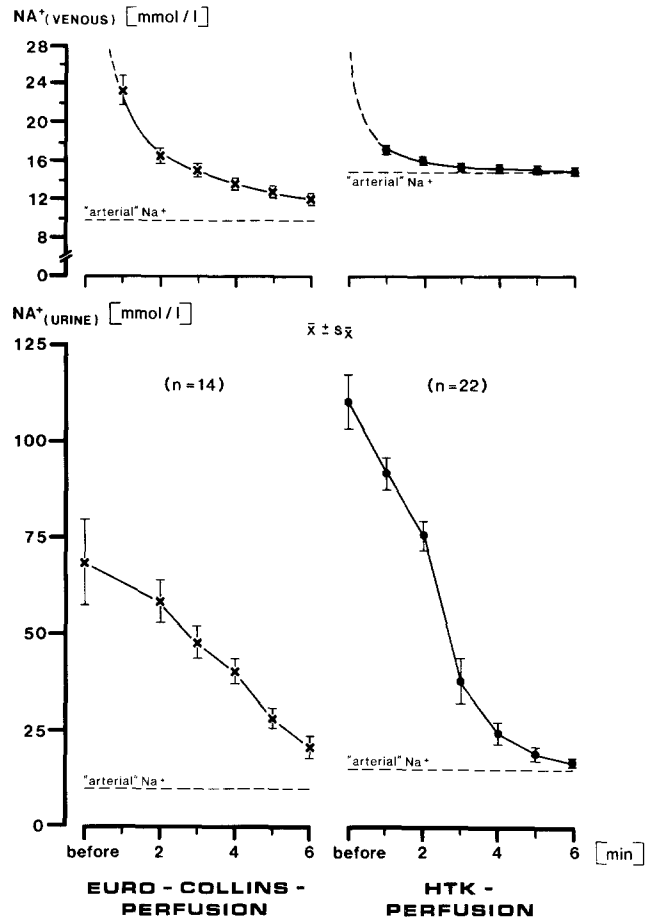 NA⁺(VENOUS) [mmol / l]
28
24
20
16
12
8
0
"arterial" Na⁺
"arterial" Na⁺
NA⁺(URINE) [mmol / l]
x̄ ± sx̄
125
100
75
50
25
0
(n=14)
(n=22)
"arterial" Na⁺
"arterial" Na⁺
before 2 4 6
before 2 4 6 [min]
EURO - COLLINS -
PERFUSION
HTK -
PERFUSION